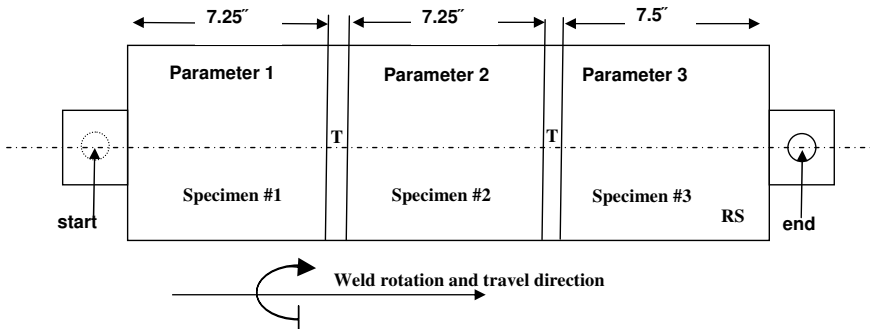 7.25″ 7.25″ 7.5″
Parameter 1 Parameter 2 Parameter 3
T T
Specimen #1 Specimen #2 Specimen #3
RS
start end
Weld rotation and travel direction